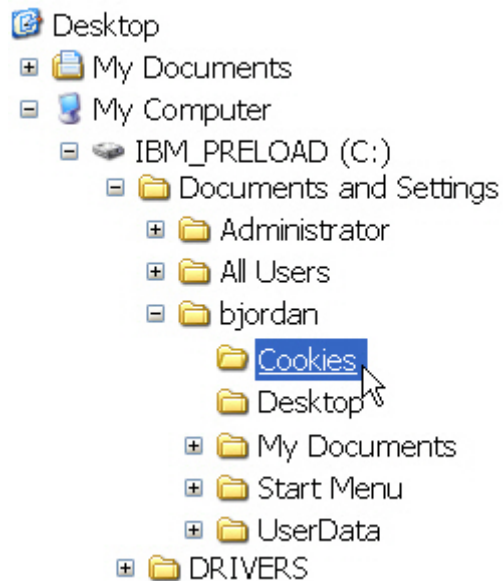 Desktop
My Documents
My Computer
IBM_PRELOAD (C:)
Documents and Settings
Administrator
All Users
bjordan
Cookies
Desktop
My Documents
Start Menu
UserData
DRIVERS